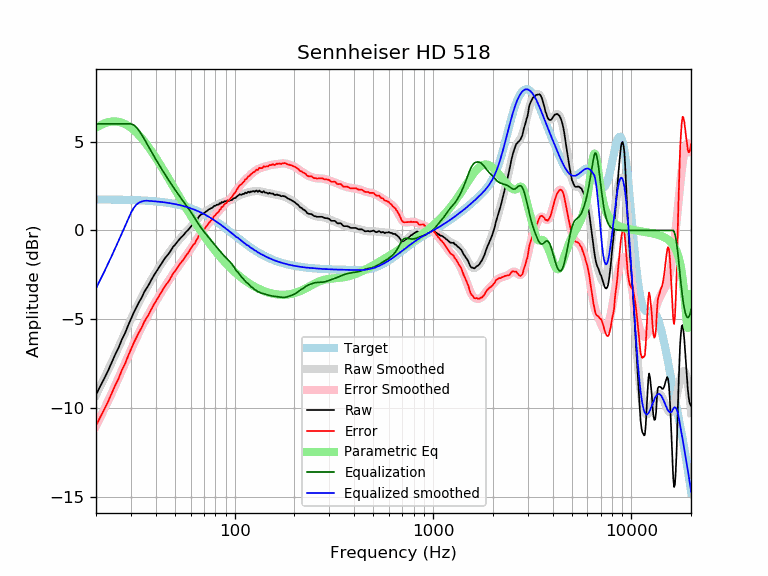 Sennheiser HD 518
Amplitude (dBr)
5
0
−5
−10
−15
Target
Raw Smoothed
Error Smoothed
Raw
Error
Parametric Eq
Equalization
Equalized smoothed
100
1000
10000
Frequency (Hz)